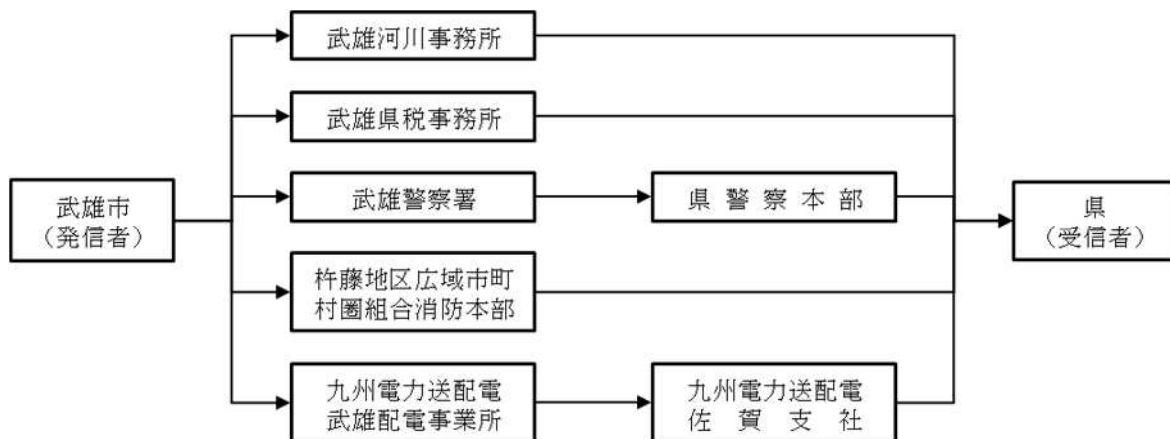 武雄河川事務所
武雄県税事務所
武雄市
(発信者)
武雄警察署
県警察本部
県
(受信者)
杵藤地区広域市町
村圏組合消防本部
九州電力送配電
武雄配電事業所
九州電力送配電
佐賀支社